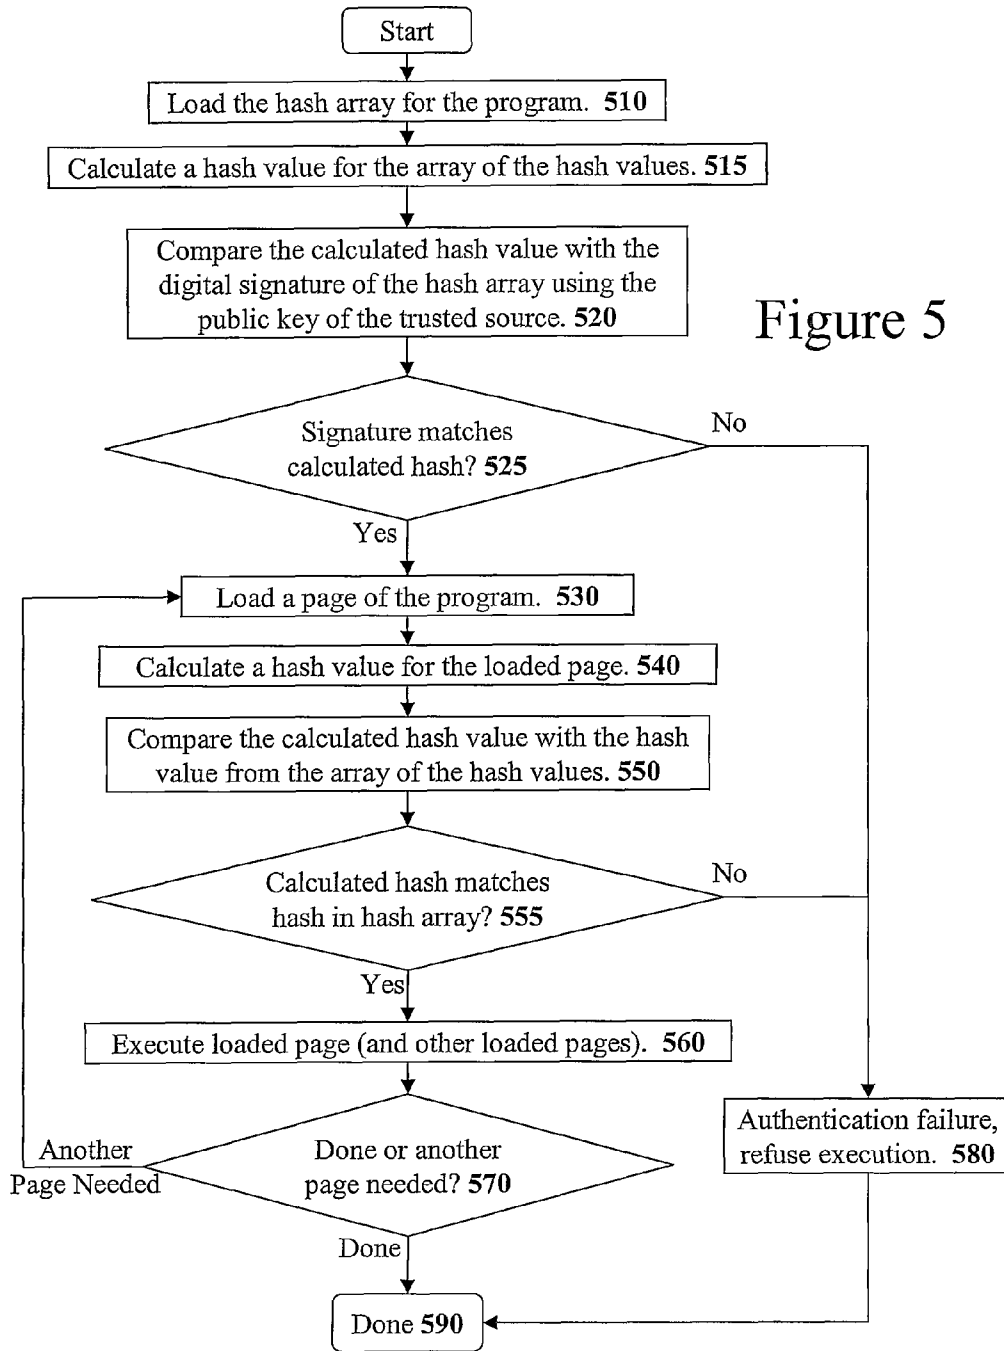 Start
Load the hash array for the program. 510
Calculate a hash value for the array of the hash values. 515
Compare the calculated hash value with the
digital signature of the hash array using the
public key of the trusted source. 520
Figure 5
Signature matches
calculated hash? 525
No
Yes
Load a page of the program. 530
Calculate a hash value for the loaded page. 540
Compare the calculated hash value with the hash
value from the array of the hash values. 550
Calculated hash matches
hash in hash array? 555
No
Yes
Execute loaded page (and other loaded pages). 560
Done or another
page needed? 570
Another
Page Needed
Authentication failure,
refuse execution. 580
Done
Done 590